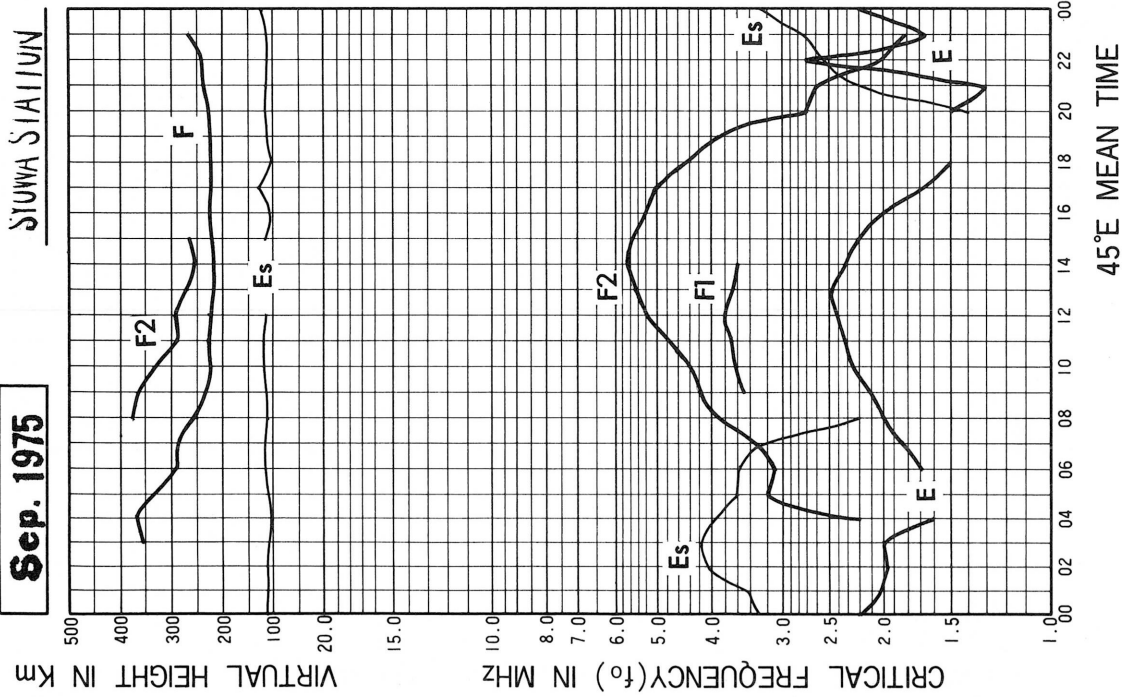 Sep. 1975
SYOWA STATION
VIRTUAL HEIGHT IN Km
500
400
300
200
100
F2
F
Es
CRITICAL FREQUENCY (fo) IN MHz
20.0
15.0
10.0
9.0
8.0
7.0
6.0
5.0
4.0
3.0
2.5
2.0
1.5
1.0
F2
F1
Es
E
Es
E
00 02 04 06 08 10 12 14 16 18 20 22 00
45°E MEAN TIME